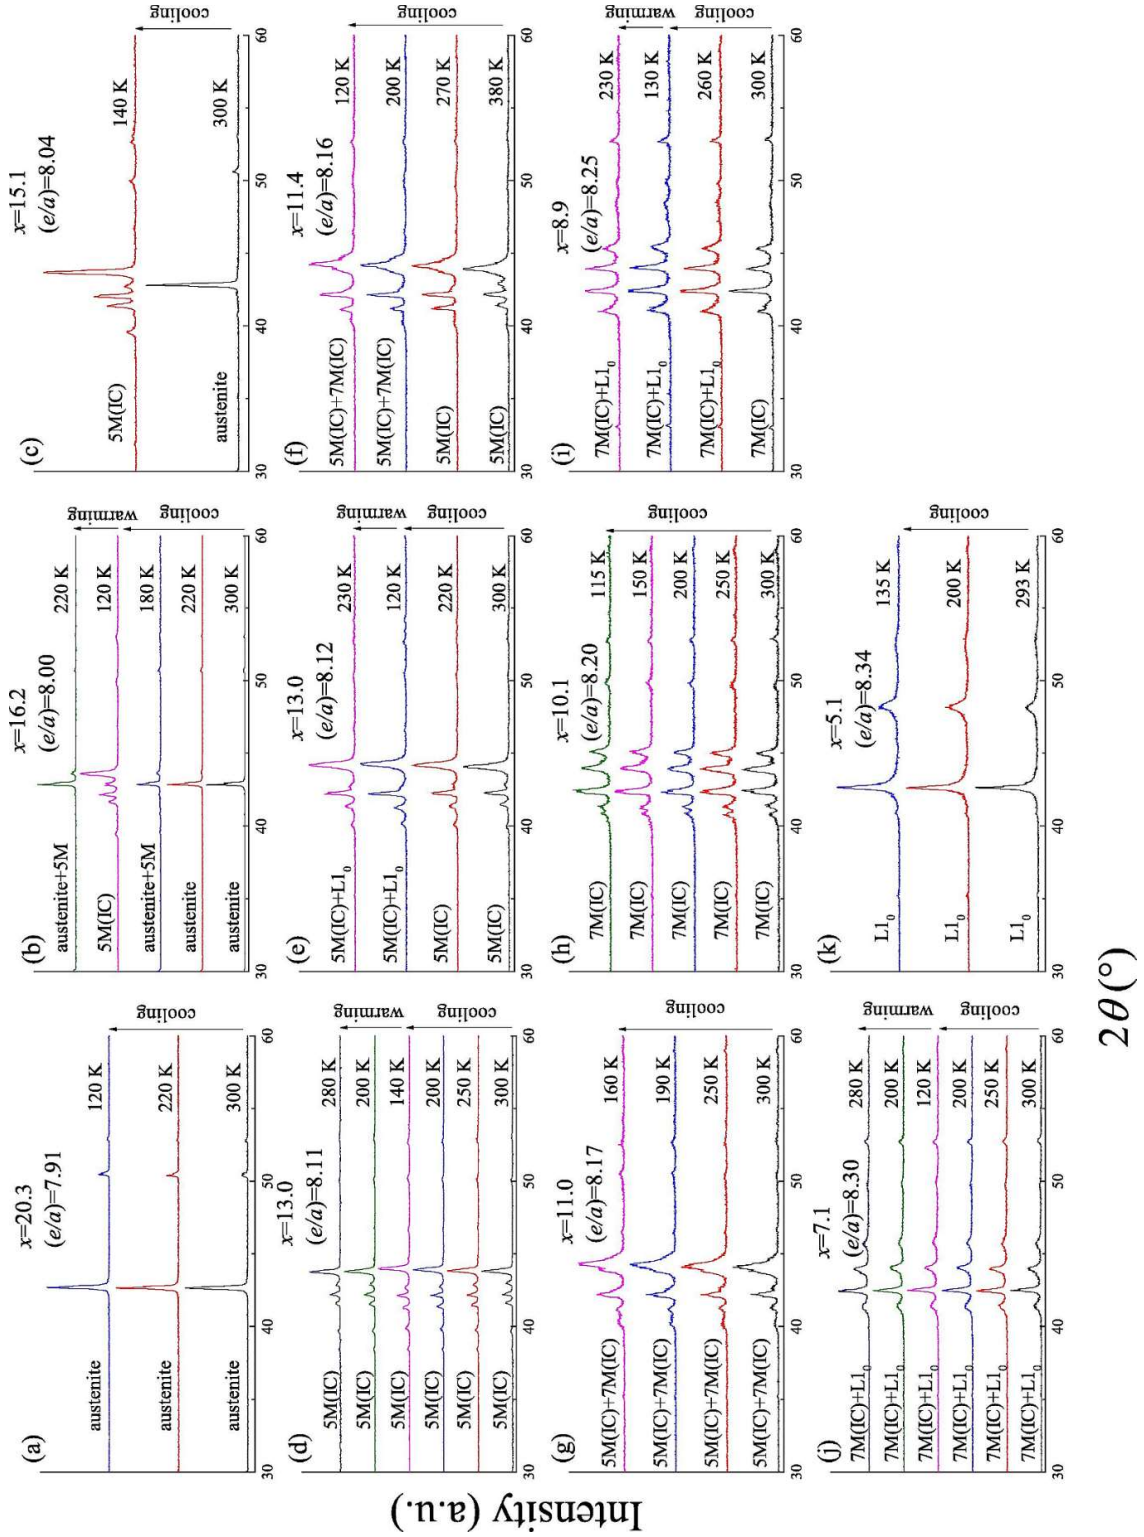 Intensity (a.u.)
(a)
x=20.3
(e/a)=7.91
austenite
120 K
austenite
220 K
austenite
300 K
cooling
30 40 50 60
(b)
x=16.2
(e/a)=8.00
austenite+5M
220 K
5M(IC)
120 K
austenite+5M
180 K
austenite
220 K
austenite
300 K
cooling
warming
30 40 50 60
(c)
x=15.1
(e/a)=8.04
5M(IC)
140 K
austenite
300 K
cooling
30 40 50 60
(d)
x=13.0
(e/a)=8.11
5M(IC)
280 K
5M(IC)
200 K
5M(IC)
140 K
5M(IC)
200 K
5M(IC)
250 K
5M(IC)
300 K
cooling
warming
30 40 50 60
(e)
x=13.0
(e/a)=8.12
5M(IC)+L1₀
230 K
5M(IC)+L1₀
120 K
5M(IC)
220 K
5M(IC)
300 K
cooling
warming
30 40 50 60
(f)
x=11.4
(e/a)=8.16
5M(IC)+7M(IC)
120 K
5M(IC)+7M(IC)
200 K
5M(IC)
270 K
5M(IC)
380 K
cooling
30 40 50 60
(g)
x=11.0
(e/a)=8.17
5M(IC)+7M(IC)
160 K
5M(IC)+7M(IC)
190 K
5M(IC)+7M(IC)
250 K
5M(IC)+7M(IC)
300 K
cooling
30 40 50 60
(h)
x=10.1
(e/a)=8.20
7M(IC)
115 K
7M(IC)
150 K
7M(IC)
200 K
7M(IC)
250 K
7M(IC)
300 K
cooling
30 40 50 60
(i)
x=8.9
(e/a)=8.25
7M(IC)+L1₀
230 K
7M(IC)+L1₀
130 K
7M(IC)+L1₀
260 K
7M(IC)
300 K
cooling
warming
30 40 50 60
(j)
x=7.1
(e/a)=8.30
7M(IC)+L1₀
280 K
7M(IC)+L1₀
200 K
7M(IC)+L1₀
120 K
7M(IC)+L1₀
200 K
7M(IC)+L1₀
250 K
7M(IC)+L1₀
300 K
cooling
warming
30 40 50 60
(k)
x=5.1
(e/a)=8.34
L1₀
135 K
L1₀
200 K
L1₀
293 K
cooling
30 40 50 60
2θ(°)